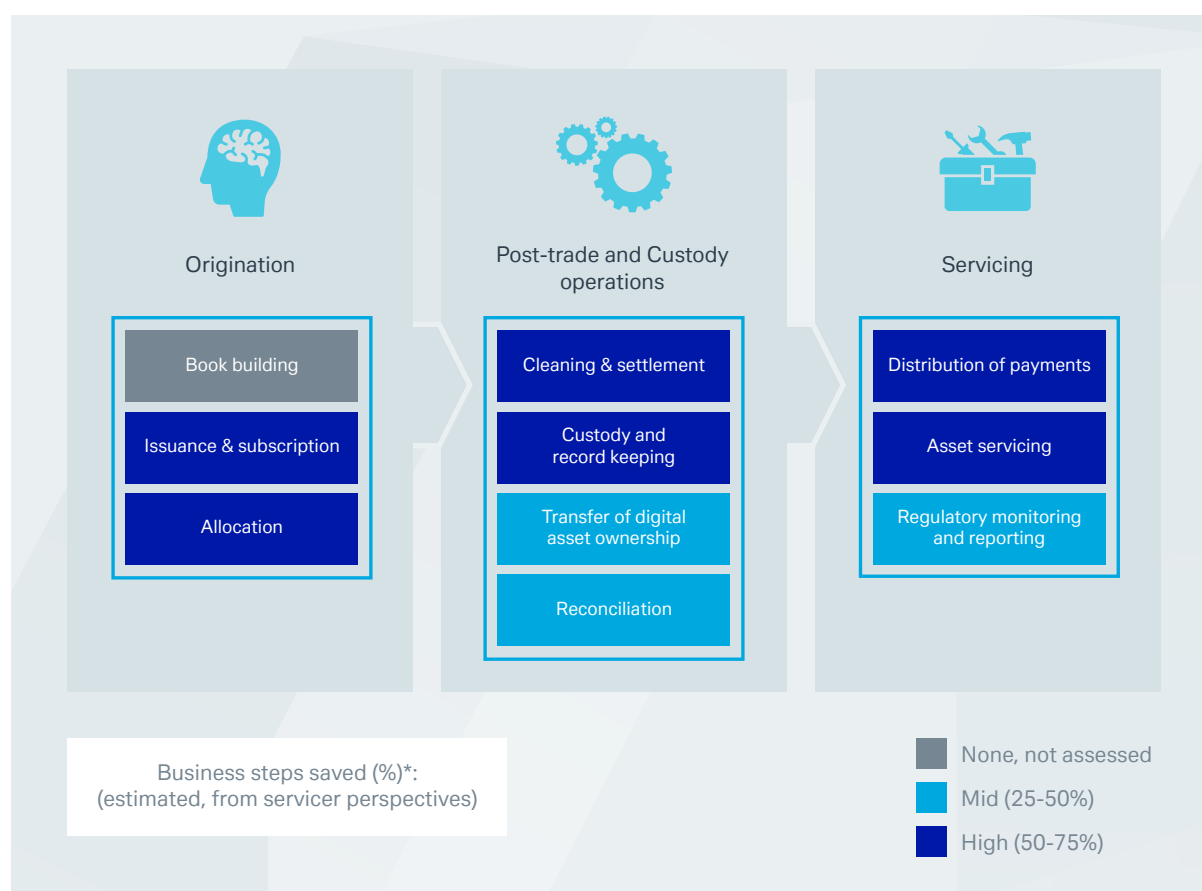 Origination
Book building
Issuance & subscription
Allocation
Post-trade and Custody
operations
Cleaning & settlement
Custody and
record keeping
Transfer of digital
asset ownership
Reconciliation
Servicing
Distribution of payments
Asset servicing
Regulatory monitoring
and reporting
Business steps saved (%)*:
(estimated, from servicer perspectives)
None, not assessed
Mid (25-50%)
High (50-75%)